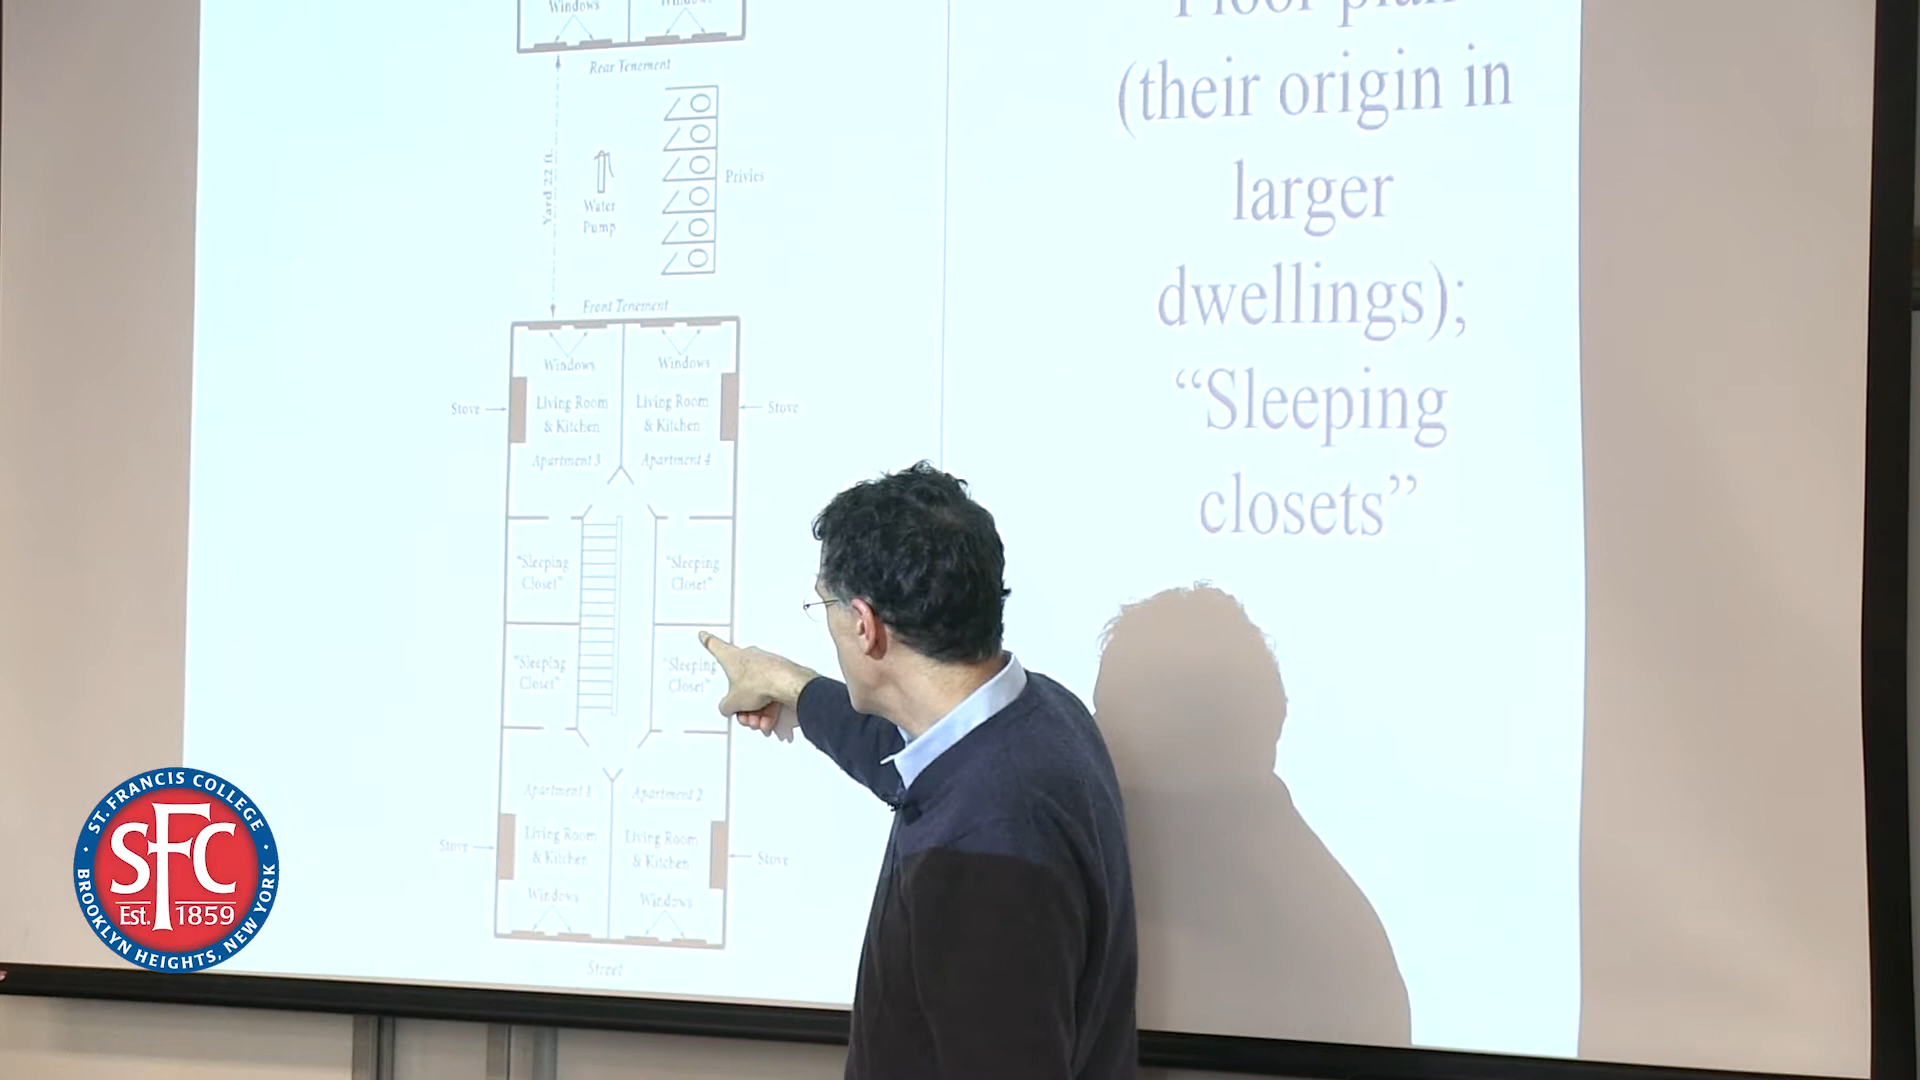 Windows
Windows
Rear Tenement
Yard 22 ft.
Water
Pump
Privies
Front Tenement
Windows
Windows
Stove
Living Room
& Kitchen
Living Room
& Kitchen
Stove
Apartment 3
Apartment 4
"Sleeping
Closet"
"Sleeping
Closet"
"Sleeping
Closet"
"Sleeping
Closet"
Apartment 1
Apartment 2
Stove
Living Room
& Kitchen
Living Room
& Kitchen
Stove
Windows
Windows
Street
Floor plan
(their origin in
larger
dwellings);
“Sleeping
closets”
ST. FRANCIS COLLEGE
SFC
Est. 1859
BROOKLYN HEIGHTS, NEW YORK